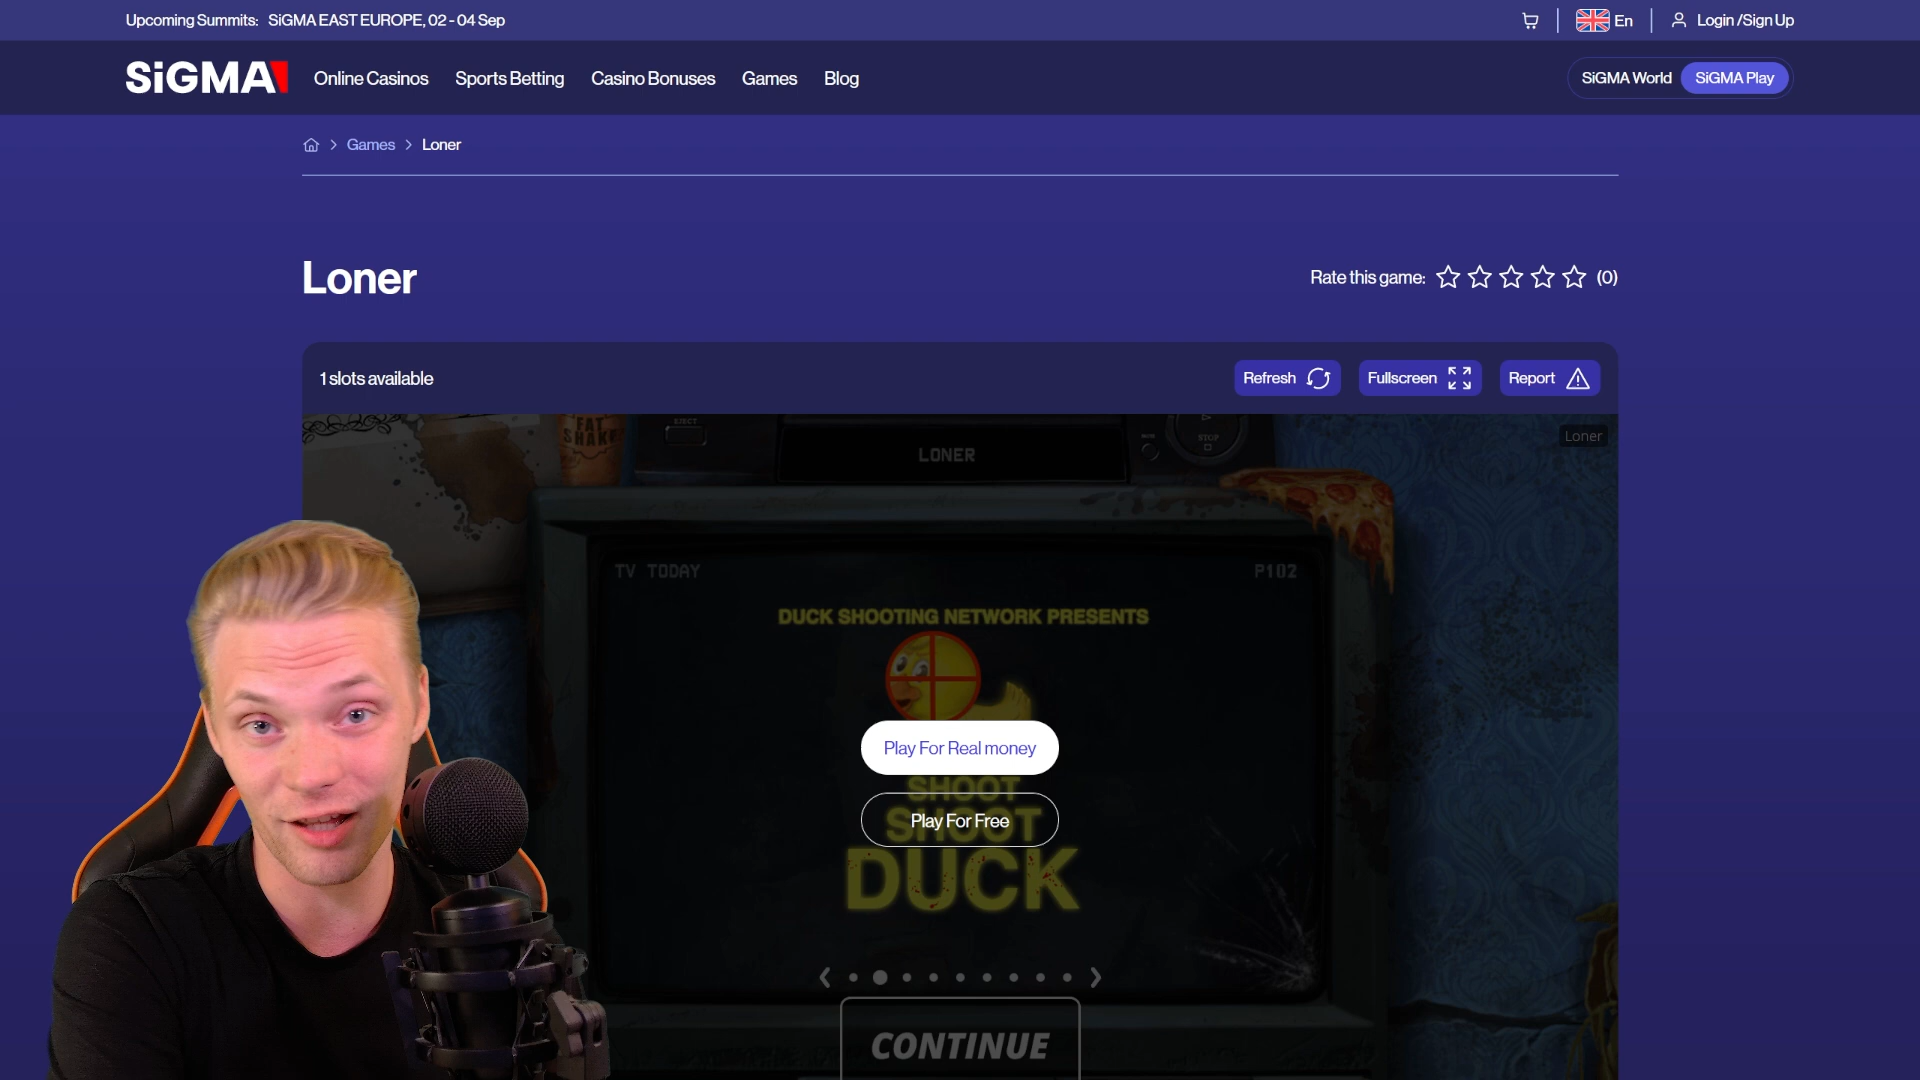 Upcoming Summits: SiGMA EAST EUROPE, 02 - 04 Sep
En
Login /Sign Up
SiGMA
Online Casinos
Sports Betting
Casino Bonuses
Games
Blog
SiGMA World
SiGMA Play
Games
Loner
Loner
Rate this game:
(0)
1 slots available
Refresh
Fullscreen
Report
FAT
SHAKE
EJECT
STOP
LONER
Loner
TV TODAY
P102
DUCK SHOOTING NETWORK PRESENTS
Play For Real money
SHOOT
SHOOT
Play For Free
DUCK
CONTINUE